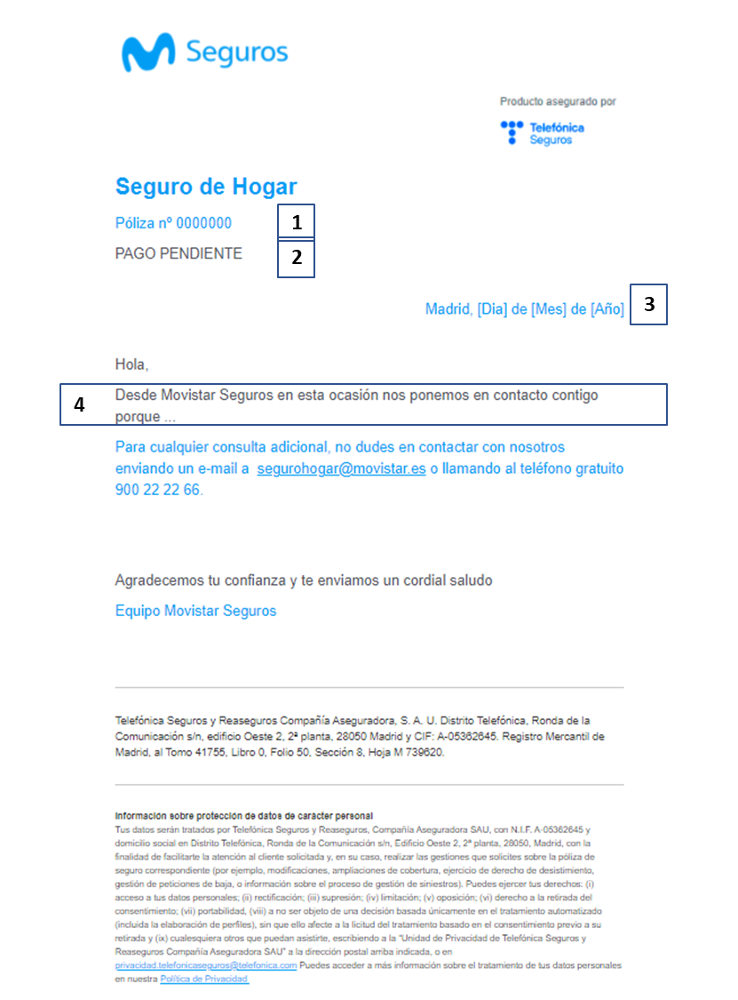 Seguros
Producto asegurado por
Telefónica
Seguros
Seguro de Hogar
Póliza nº 0000000
1
PAGO PENDIENTE
2
Madrid, [Dia] de [Mes] de [Año]
3
Hola,
4
Desde Movistar Seguros en esta ocasión nos ponemos en contacto contigo
porque ...
Para cualquier consulta adicional, no dudes en contactar con nosotros
enviando un e-mail a segurohogar@movistar.es o llamando al teléfono gratuito
900 22 22 66.
Agradecemos tu confianza y te enviamos un cordial saludo
Equipo Movistar Seguros
Telefónica Seguros y Reaseguros Compañía Aseguradora, S. A. U. Distrito Telefónica, Ronda de la
Comunicación s/n, edificio Oeste 2, 2ª planta, 28050 Madrid y CIF: A-05362645. Registro Mercantil de
Madrid, al Tomo 41755, Libro 0, Folio 50, Sección 8, Hoja M 739620.
Información sobre protección de datos de carácter personal
Tus datos serán tratados por Telefónica Seguros y Reaseguros, Compañía Aseguradora SAU, con N.I.F. A-05362645 y
domicilio social en Distrito Telefónica, Ronda de la Comunicación s/n, Edificio Oeste 2, 2ª planta, 28050, Madrid, con la
finalidad de facilitarte la atención al cliente solicitada y, en su caso, realizar las gestiones que solicites sobre la póliza de
seguro correspondiente (por ejemplo, modificaciones, ampliaciones de cobertura, ejercicio de derecho de desistimiento,
gestión de peticiones de baja, o información sobre el proceso de gestión de siniestros). Puedes ejercer tus derechos: (i)
acceso a tus datos personales; (ii) rectificación; (iii) supresión; (iv) limitación; (v) oposición; (vi) derecho a la retirada del
consentimiento; (vii) portabilidad, (viii) a no ser objeto de una decisión basada únicamente en el tratamiento automatizado
(incluida la elaboración de perfiles), sin que ello afecte a la licitud del tratamiento basado en el consentimiento previo a su
retirada y (ix) cualesquiera otros que puedan asistirte, escribiendo a la "Unidad de Privacidad de Telefónica Seguros y
Reaseguros Compañía Aseguradora SAU" a la dirección postal arriba indicada, o en
privacidad.telefonicaseguros@telefonica.com Puedes acceder a más información sobre el tratamiento de tus datos personales
en nuestra Política de Privacidad